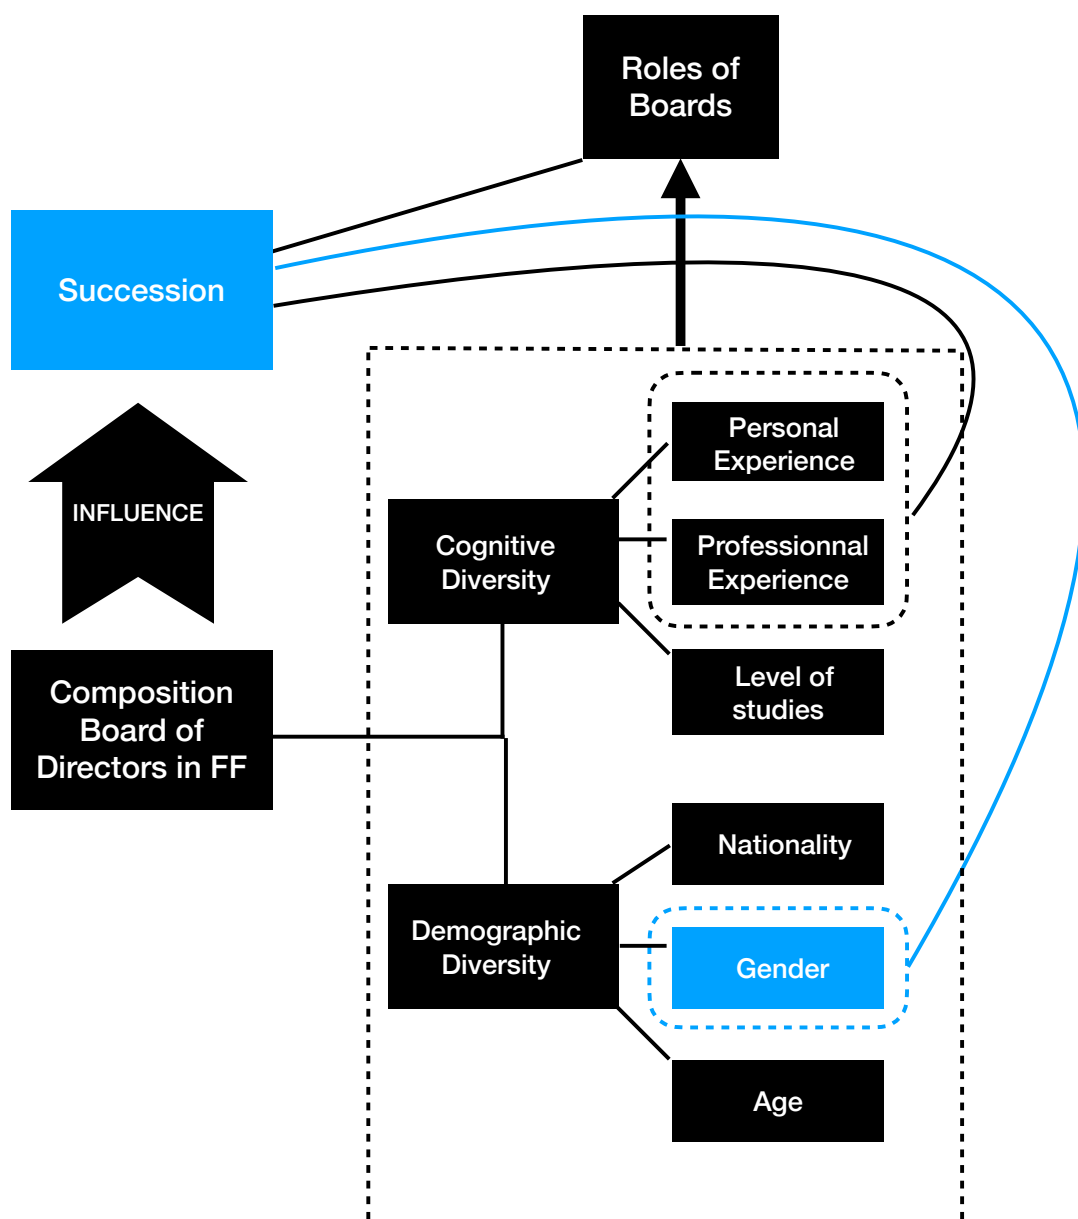 Roles of
Boards
Succession
INFLUENCE
Composition
Board of
Directors in FF
Cognitive
Diversity
Personal
Experience
Professionnal
Experience
Level of
studies
Demographic
Diversity
Nationality
Gender
Age